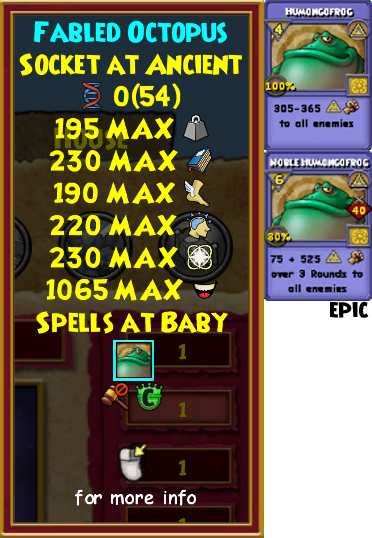 Fabled Octopus
Socket at Ancient
0(54)
195 MAX
230 MAX
190 MAX
220 MAX
230 MAX
1065 MAX
Spells at Baby
1
1
1
for more info
HUMONGOFROG
4
100%
305-365
to all enemies
NOBLE HUMONGOFROG
6
40
80%
75 + 525
over 3 Rounds to
all enemies
EPIC